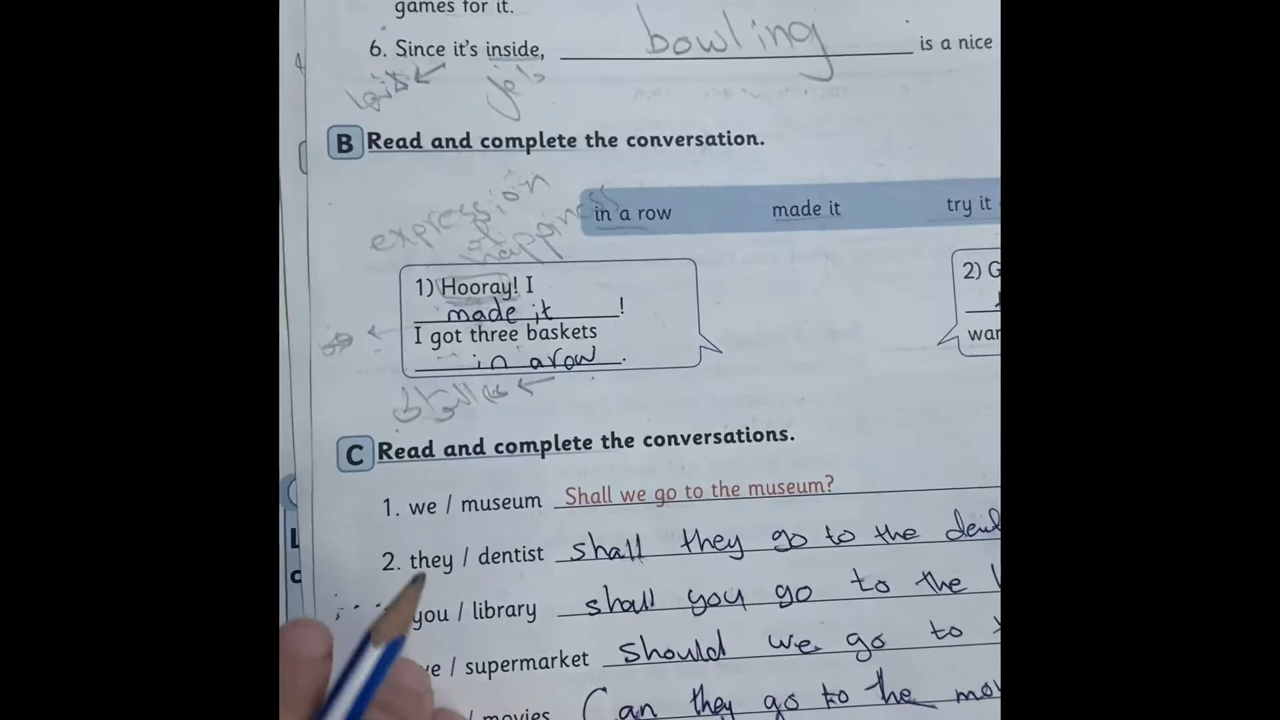 games for it.
6. Since it's inside, bowling is a nice
B Read and complete the conversation.
expression
of
happiness
in a row made it try it
1) Hooray! I
made it !
I got three baskets
in a row.
2) G
war
C Read and complete the conversations.
1. we / museum Shall we go to the museum?
2. they / dentist shall they go to the
you / library shall you go to the
/ supermarket should we go to
/ movies Can they go to the